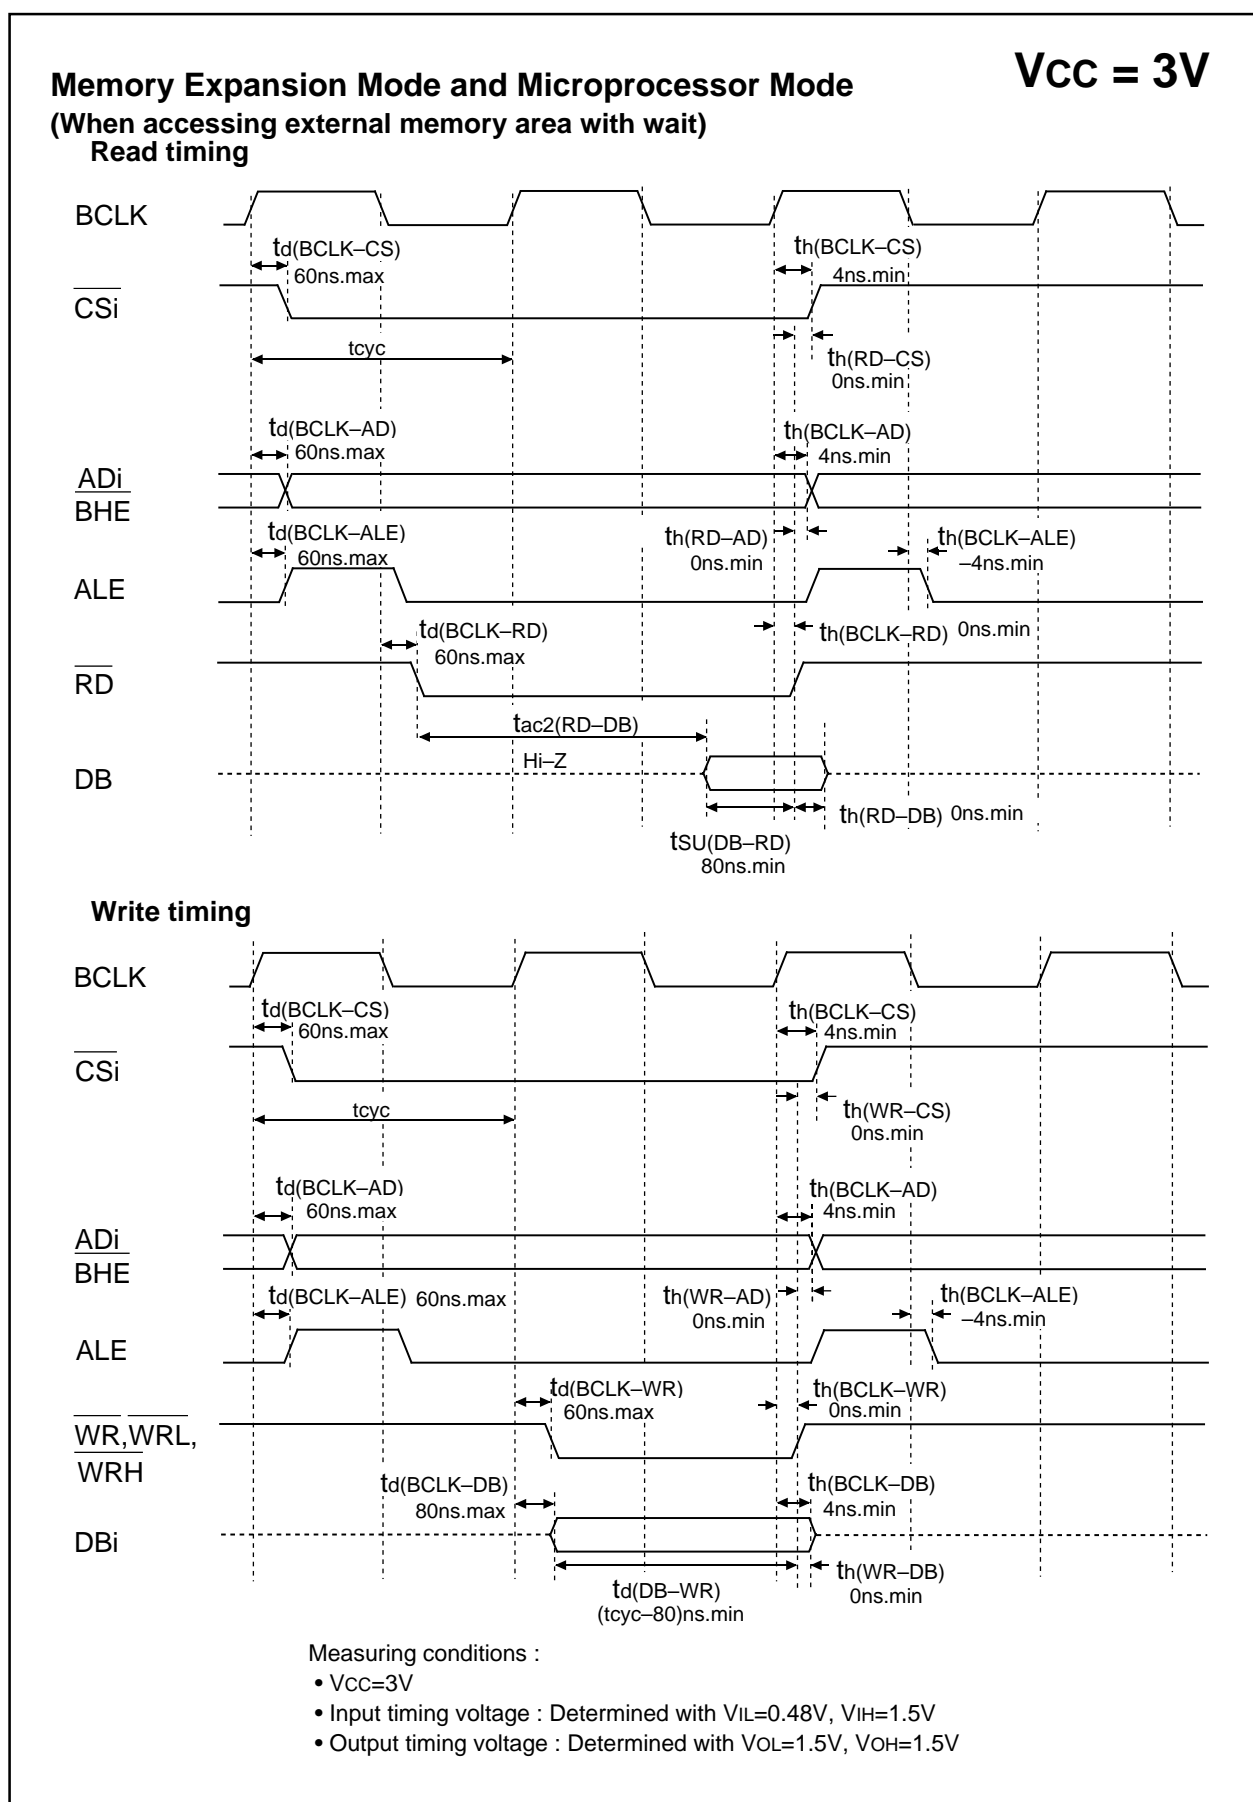 VCC = 3V
Memory Expansion Mode and Microprocessor Mode
(When accessing external memory area with wait)
Read timing
BCLK
td(BCLK–CS)
60ns.max
th(BCLK–CS)
4ns.min
CSi
tcyc
th(RD–CS)
0ns.min
td(BCLK–AD)
60ns.max
th(BCLK–AD)
4ns.min
ADi
BHE
td(BCLK–ALE)
60ns.max
th(RD–AD)
0ns.min
th(BCLK–ALE)
–4ns.min
ALE
td(BCLK–RD)
60ns.max
th(BCLK–RD) 0ns.min
RD
tac2(RD–DB)
Hi–Z
DB
th(RD–DB) 0ns.min
tSU(DB–RD)
80ns.min
Write timing
BCLK
td(BCLK–CS)
60ns.max
th(BCLK–CS)
4ns.min
CSi
tcyc
th(WR–CS)
0ns.min
td(BCLK–AD)
60ns.max
th(BCLK–AD)
4ns.min
ADi
BHE
td(BCLK–ALE) 60ns.max
th(WR–AD)
0ns.min
th(BCLK–ALE)
–4ns.min
ALE
td(BCLK–WR)
60ns.max
th(BCLK–WR)
0ns.min
WR,WRL,
WRH
td(BCLK–DB)
80ns.max
th(BCLK–DB)
4ns.min
DBi
td(DB–WR)
(tcyc–80)ns.min
th(WR–DB)
0ns.min
Measuring conditions :
• VCC=3V
• Input timing voltage : Determined with VIL=0.48V, VIH=1.5V
• Output timing voltage : Determined with VOL=1.5V, VOH=1.5V